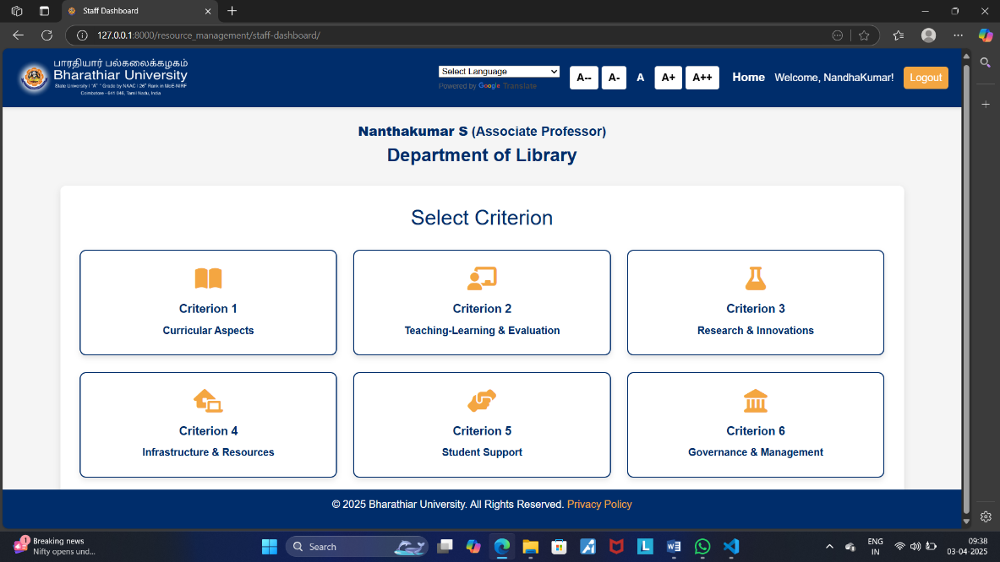 Staff Dashboard
127.0.0.1:8000/resource_management/staff-dashboard/
பாரதியார் பல்கலைக்கழகம்
Bharathiar University
State University | "A" Grade by NAAC | 26th Rank in MoE-NIRF
Coimbatore - 641 046, Tamil Nadu, India
Select Language
Powered by Google Translate
A-- A- A A+ A++
Home Welcome, NandhaKumar! Logout
Nanthakumar S (Associate Professor)
Department of Library
Select Criterion
Criterion 1
Curricular Aspects
Criterion 2
Teaching-Learning & Evaluation
Criterion 3
Research & Innovations
Criterion 4
Infrastructure & Resources
Criterion 5
Student Support
Criterion 6
Governance & Management
© 2025 Bharathiar University. All Rights Reserved. Privacy Policy
1
Breaking news
Nifty opens und...
Search
L
ENG
IN
09:38
03-04-2025